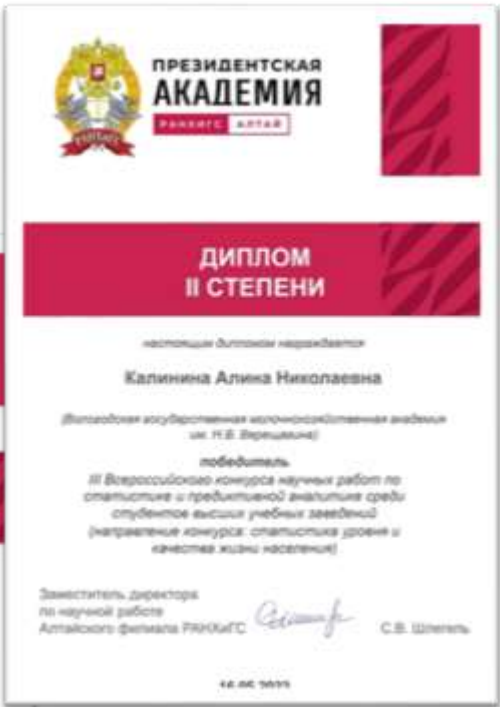 ПРЕЗИДЕНТСКАЯ
АКАДЕМИЯ
РАНХИГС АЛТАЙ
РАНХиГС
ДИПЛОМ
II СТЕПЕНИ
настоящим дипломом награждается
Калинина Алина Николаевна
(Вологодская государственная молочнохозяйственная академия
им. Н.В. Верещагина)
победитель
III Всероссийского конкурса научных работ по
статистике и предиктивной аналитике среди
студентов высших учебных заведений
(направление конкурса: статистика уровня и
качества жизни населения)
Заместитель директора
по научной работе
Алтайского филиала РАНХиГС
С.В. Шлегель